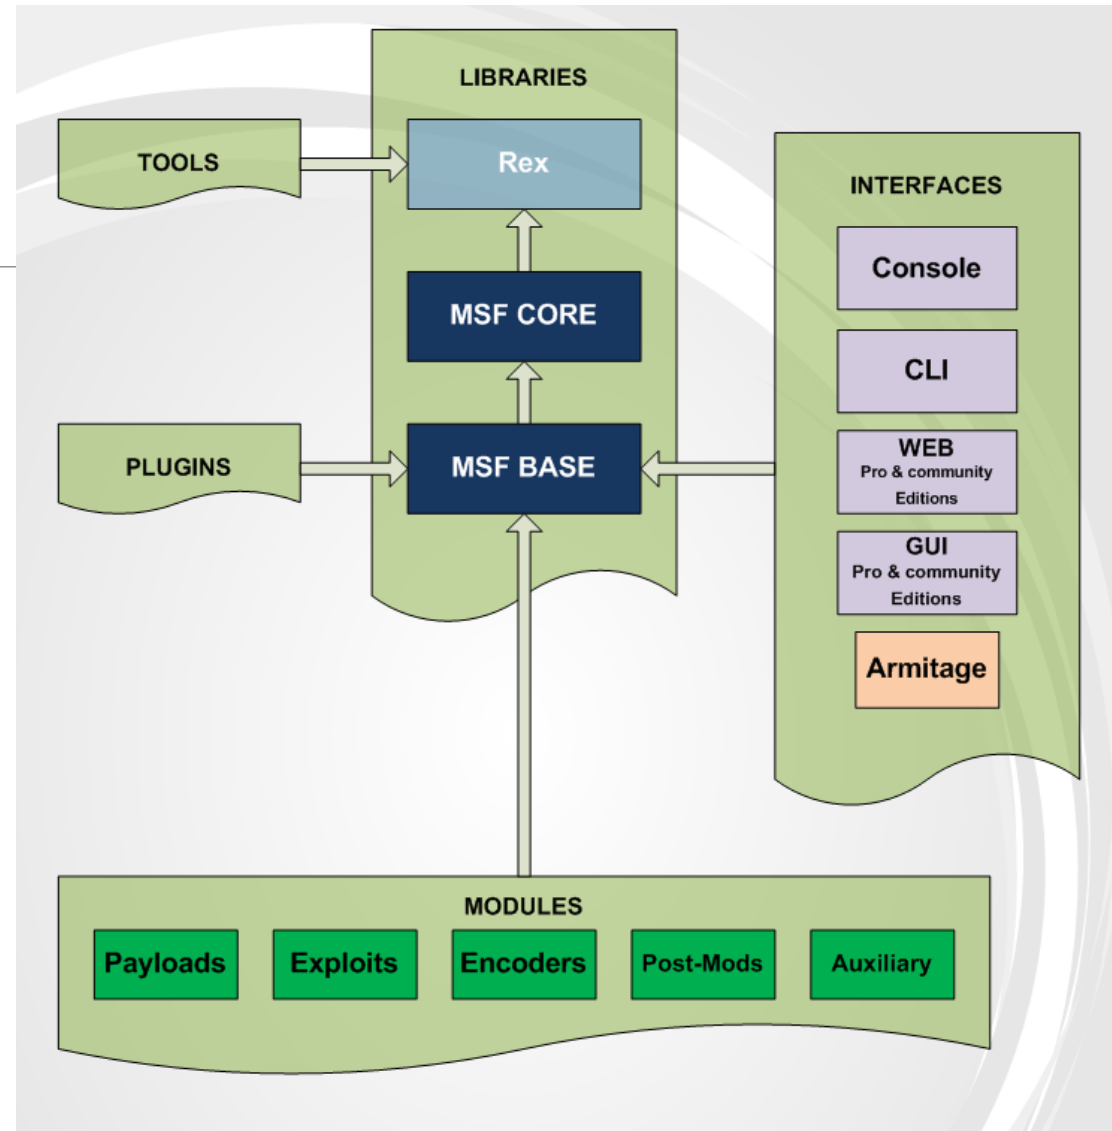 LIBRARIES
TOOLS
Rex
INTERFACES
Console
MSF CORE
CLI
PLUGINS
MSF BASE
WEB
Pro & community
Editions
GUI
Pro & community
Editions
Armitage
MODULES
Payloads
Exploits
Encoders
Post-Mods
Auxiliary